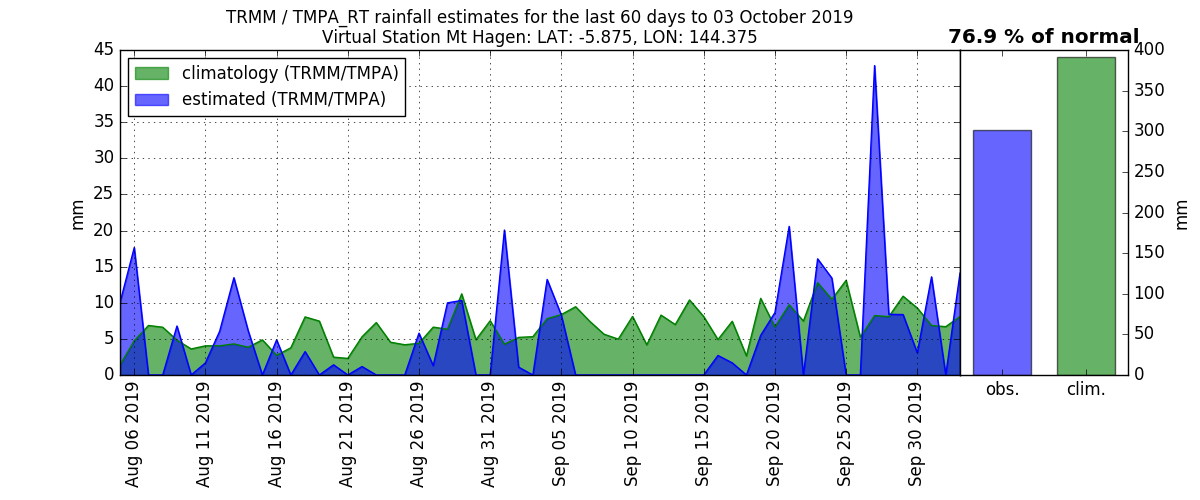 TRMM / TMPA_RT rainfall estimates for the last 60 days to 03 October 2019
Virtual Station Mt Hagen: LAT: -5.875, LON: 144.375
76.9 % of normal
climatology (TRMM/TMPA)
estimated (TRMM/TMPA)
mm
45
40
35
30
25
20
15
10
5
0
Aug 06 2019
Aug 11 2019
Aug 16 2019
Aug 21 2019
Aug 26 2019
Aug 31 2019
Sep 05 2019
Sep 10 2019
Sep 15 2019
Sep 20 2019
Sep 25 2019
Sep 30 2019
obs.
clim.
400
350
300
250
200
150
100
50
0
mm